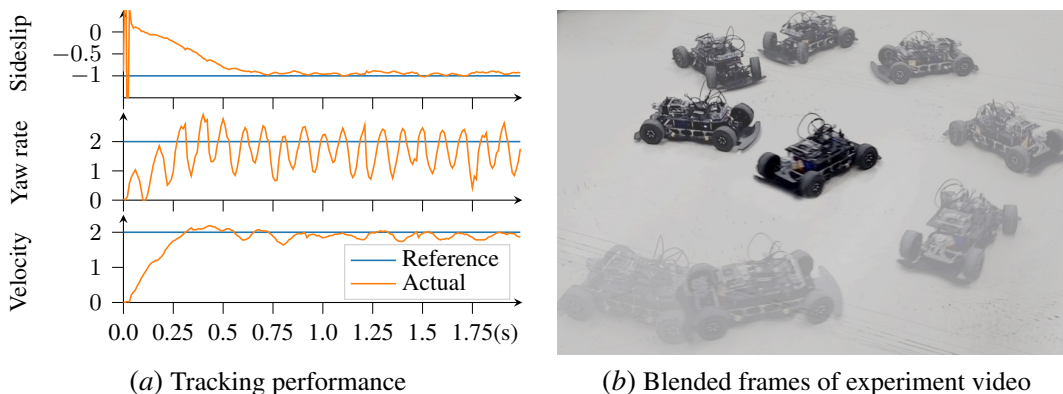 Sideslip
0
−0.5
−1
Yaw rate
2
1
0
Velocity
2
1
0
Reference
Actual
0.0 0.25 0.5 0.75 1.0 1.25 1.5 1.75(s)
(a) Tracking performance
(b) Blended frames of experiment video